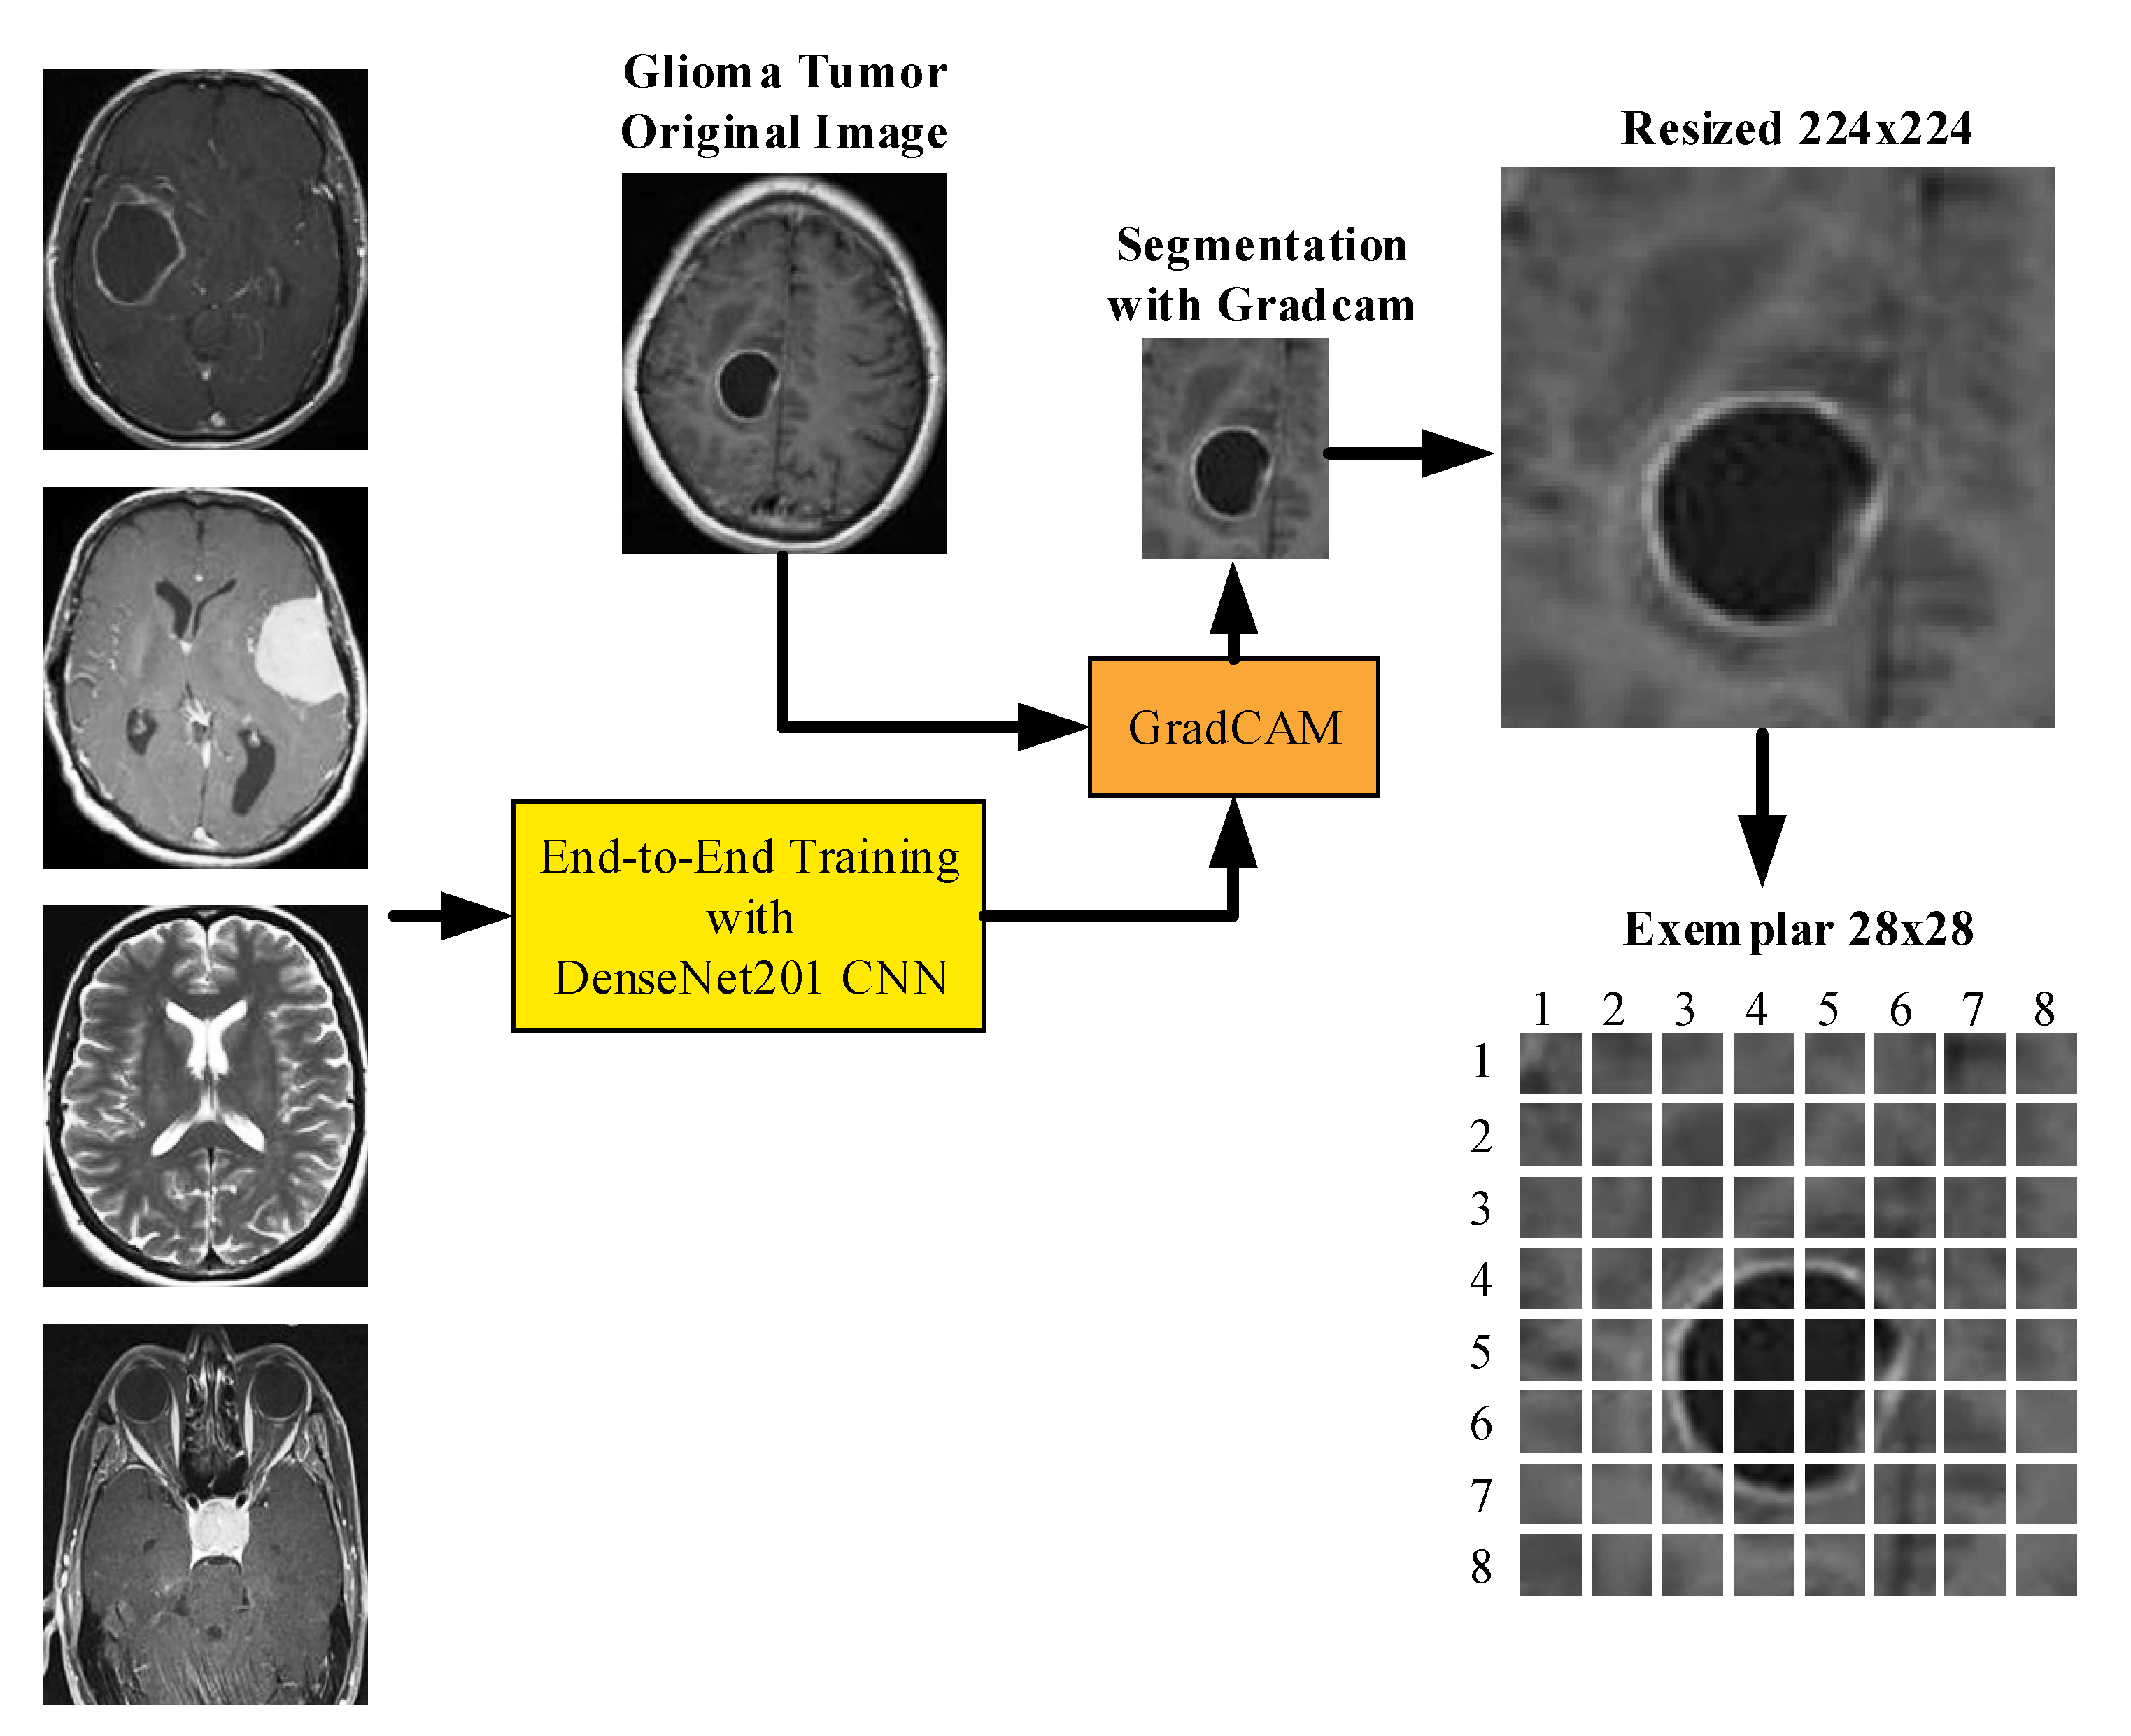 Glioma Tumor
Original Image
Segmentation
with Gradcam
Resized 224x224
GradCAM
End-to-End Training
with
DenseNet201 CNN
Exemplar 28x28
1 2 3 4 5 6 7 8
1
2
3
4
5
6
7
8